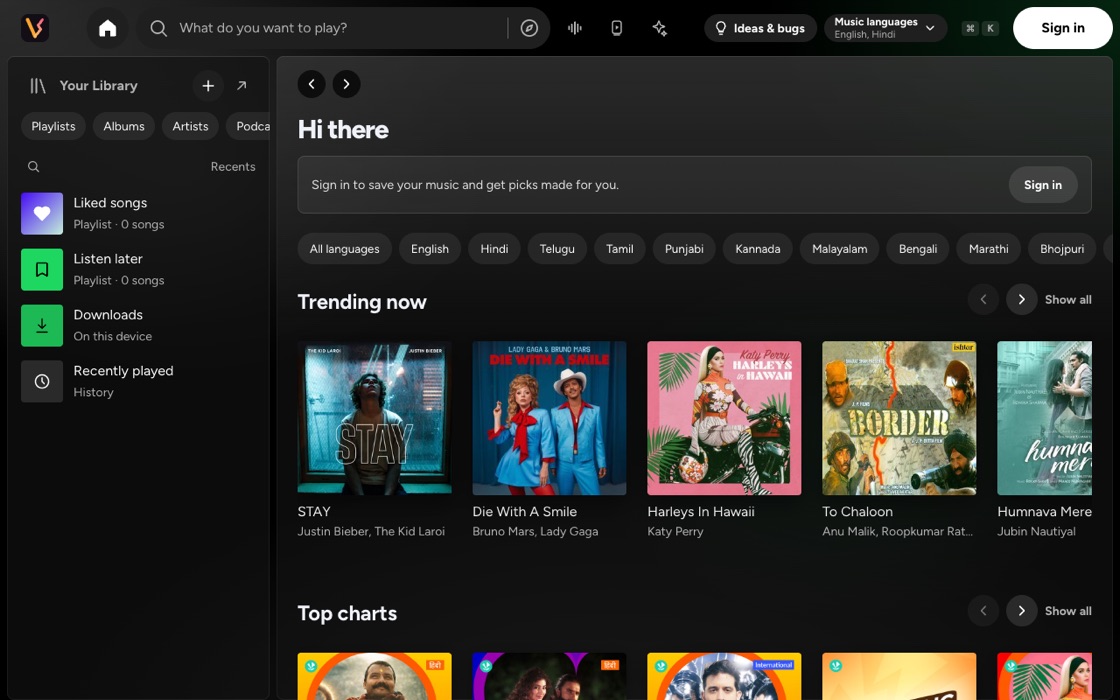 What do you want to play?
Ideas & bugs
Music languages
English, Hindi
⌘ K
Sign in
Your Library
Playlists
Albums
Artists
Podca
Recents
Liked songs
Playlist · 0 songs
Listen later
Playlist · 0 songs
Downloads
On this device
Recently played
History
Hi there
Sign in to save your music and get picks made for you.
Sign in
All languages
English
Hindi
Telugu
Tamil
Punjabi
Kannada
Malayalam
Bengali
Marathi
Bhojpuri
Trending now
Show all
THE KID LAROI
JUSTIN BIEBER
STAY
LADY GAGA & BRUNO MARS
DIE WITH A SMILE
Katy Perry
HARLEYS
in HAWAII
ishtar
BORDER
humna
mere
STAY
Justin Bieber, The Kid Laroi
Die With A Smile
Bruno Mars, Lady Gaga
Harleys In Hawaii
Katy Perry
To Chaloon
Anu Malik, Roopkumar Rat...
Humnava Mere
Jubin Nautiyal
Top charts
Show all
हिंदी
हिंदी
International